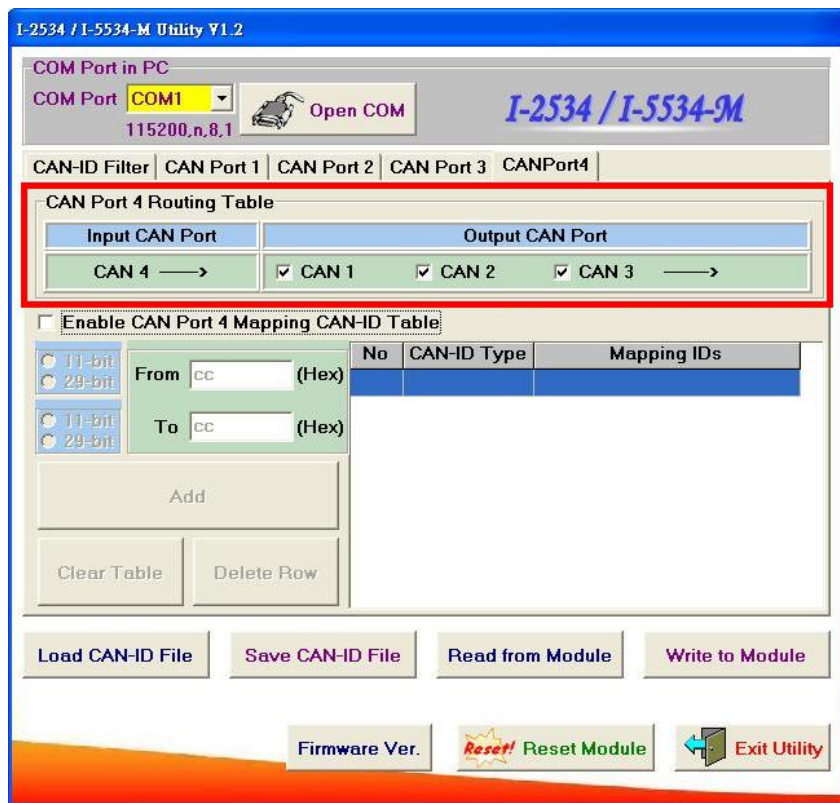 I-2534 / I-5534-M Utility V1.2
COM Port in PC
COM Port COM1
115200,n,8,1
Open COM
I-2534 / I-5534-M
CAN-ID Filter CAN Port 1 CAN Port 2 CAN Port 3 CANPort4
CAN Port 4 Routing Table
Input CAN Port Output CAN Port
CAN 4 ---> CAN 1 CAN 2 CAN 3 --->
Enable CAN Port 4 Mapping CAN-ID Table
No CAN-ID Type Mapping IDs
11-bit
29-bit
From cc (Hex)
11-bit
29-bit
To cc (Hex)
Add
Clear Table Delete Row
Load CAN-ID File Save CAN-ID File Read from Module Write to Module
Firmware Ver. Reset! Reset Module Exit Utility